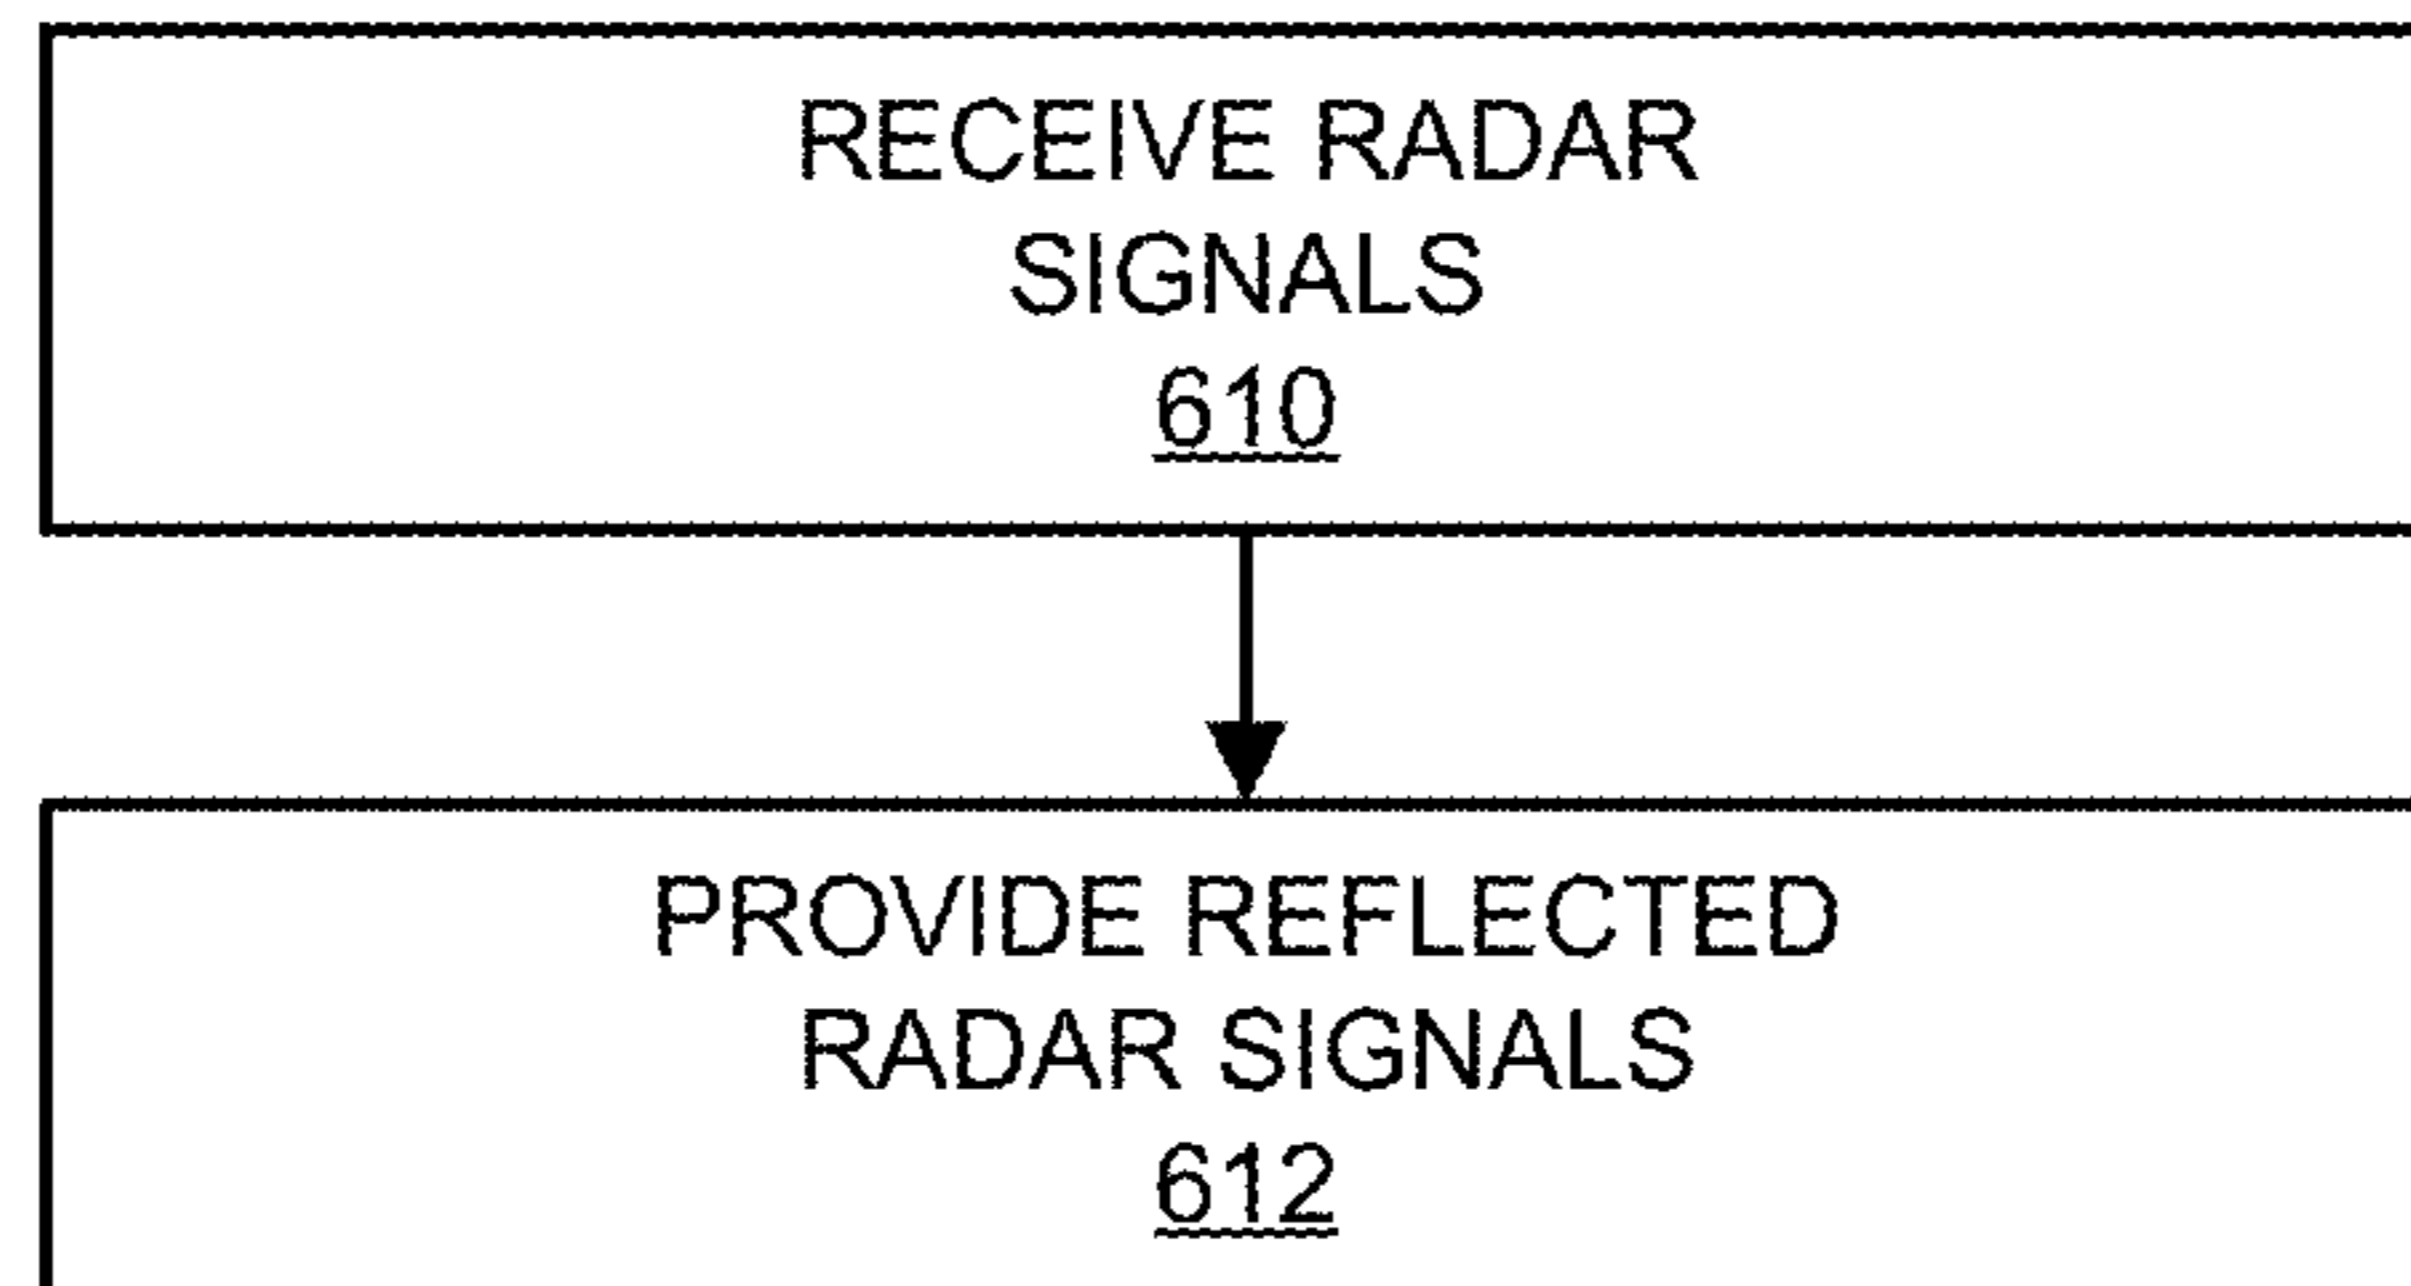 RECEIVE RADAR
SIGNALS
610
PROVIDE REFLECTED
RADAR SIGNALS
612